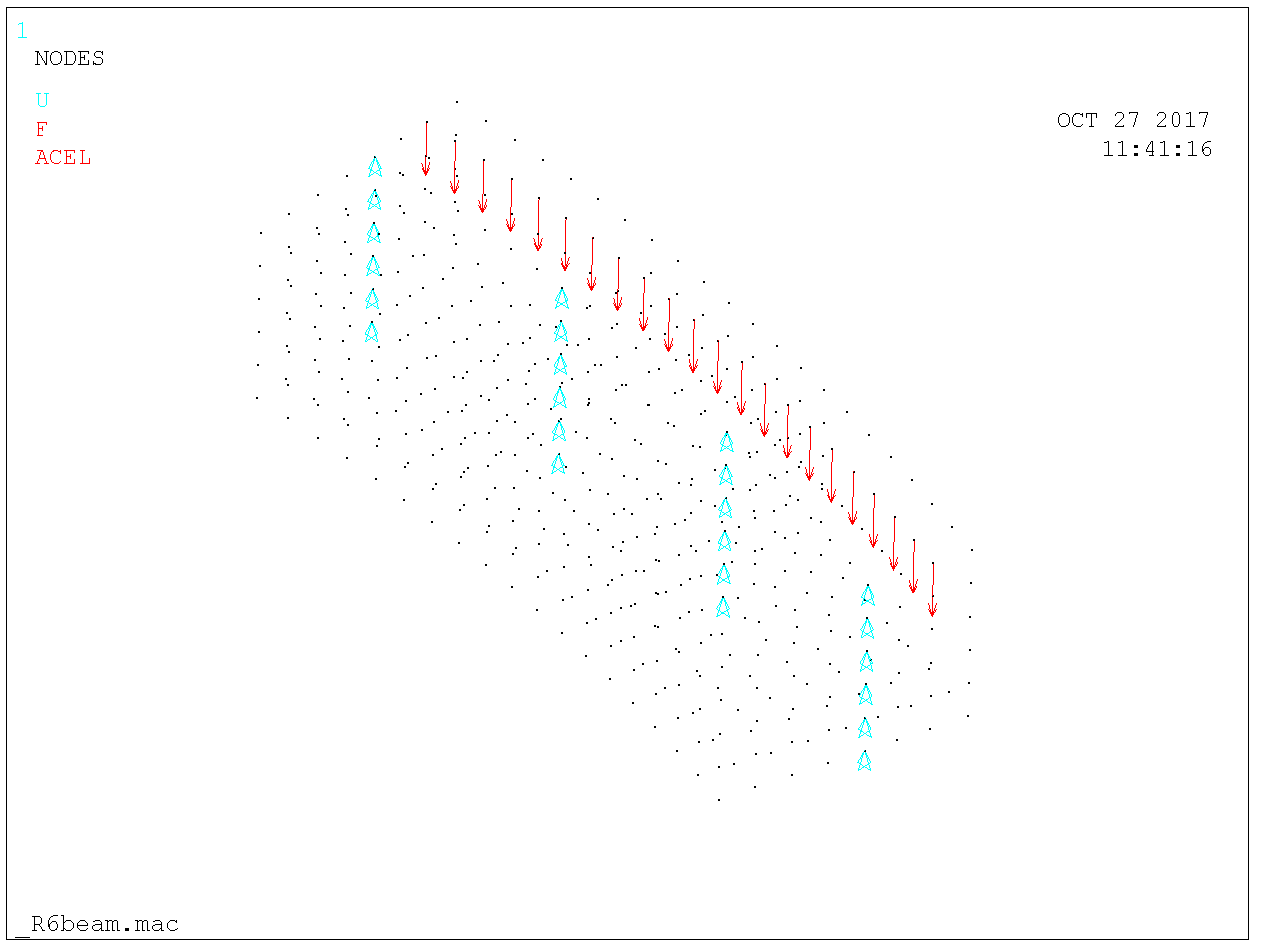 1
NODES
U
F
ACEL
OCT 27 2017
11:41:16
_R6beam.mac